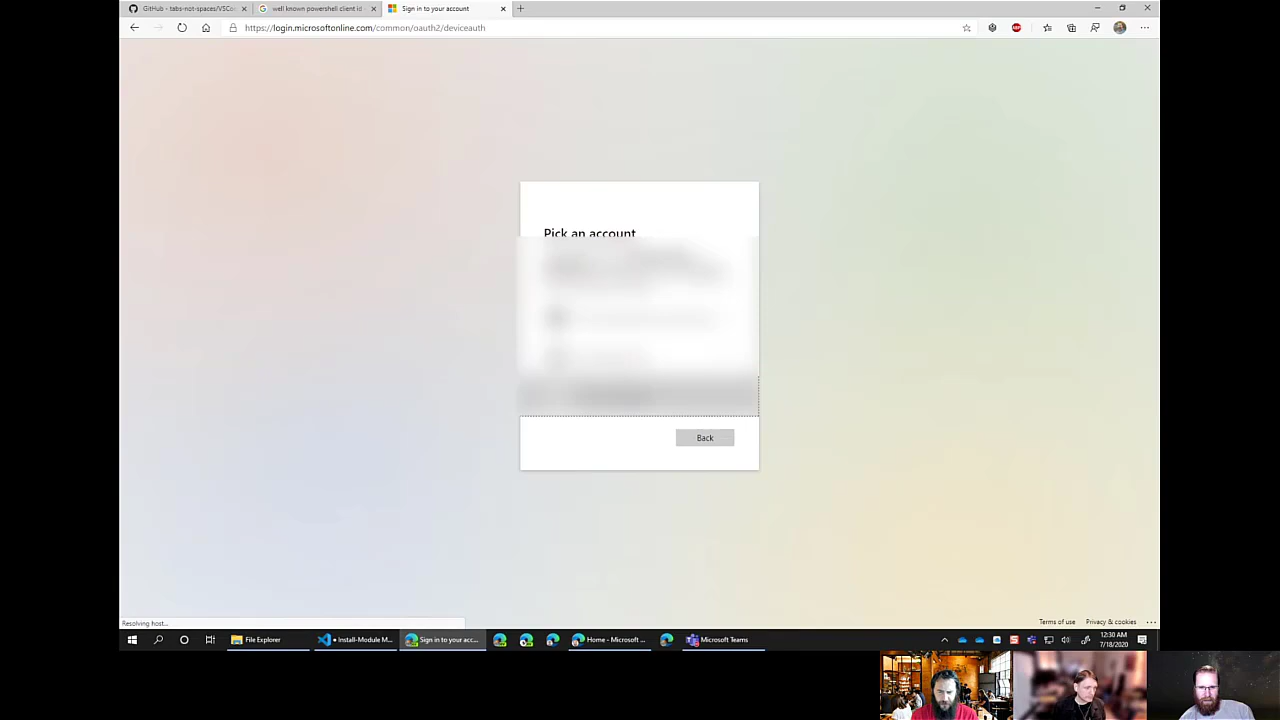 GitHub - tabs-not-spaces/VSCo
well known powershell client id
Sign in to your account
https://login.microsoftonline.com/common/oauth2/deviceauth
Pick an account
Back
Resolving host...
Terms of use
Privacy & cookies
...
File Explorer
• Install-Module M...
Sign in to your acc...
Home - Microsoft ...
Microsoft Teams
12:30 AM
7/18/2020